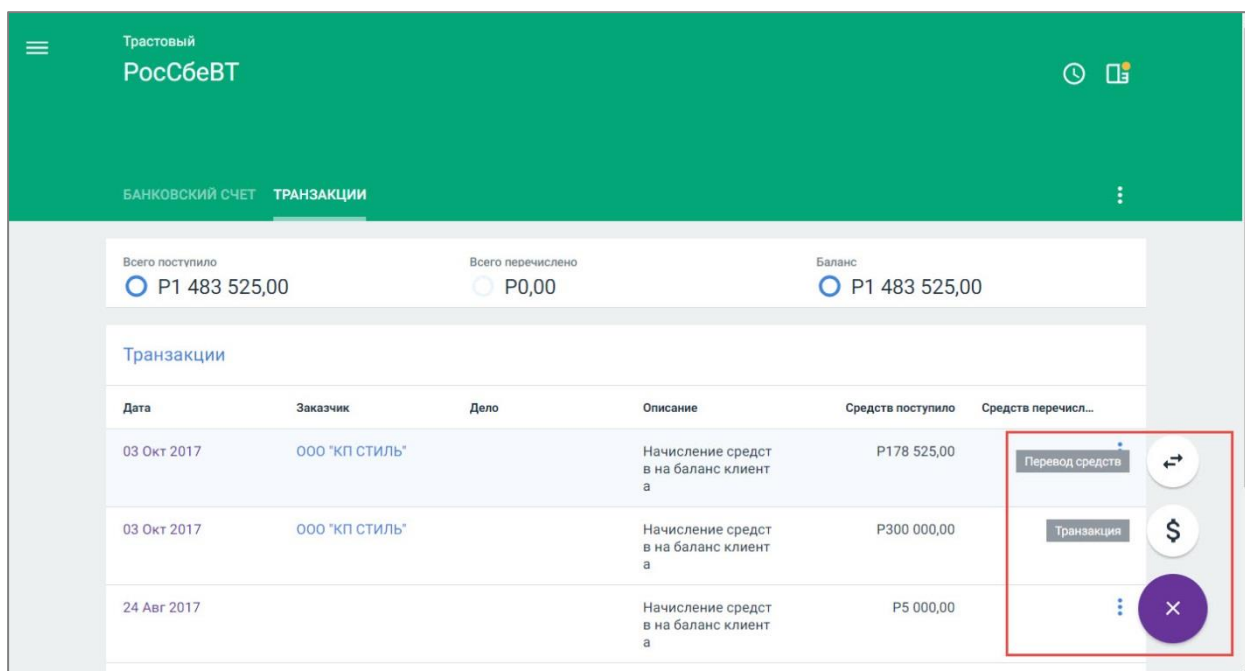 Трастовый
РосСбеВТ
БАНКОВСКИЙ СЧЕТ ТРАНЗАКЦИИ
Всего поступило Всего перечислено Баланс
Р1 483 525,00 Р0,00 Р1 483 525,00
Транзакции
Дата Заказчик Дело Описание Средств поступило Средств перечисл...
03 Окт 2017 ООО "КП СТИЛЬ" Начисление средст Р178 525,00
в на баланс клиент Перевод средств
а
03 Окт 2017 ООО "КП СТИЛЬ" Начисление средст Р300 000,00 Транзакция $
в на баланс клиент
а
24 Авг 2017 Начисление средст Р5 000,00
в на баланс клиент
а